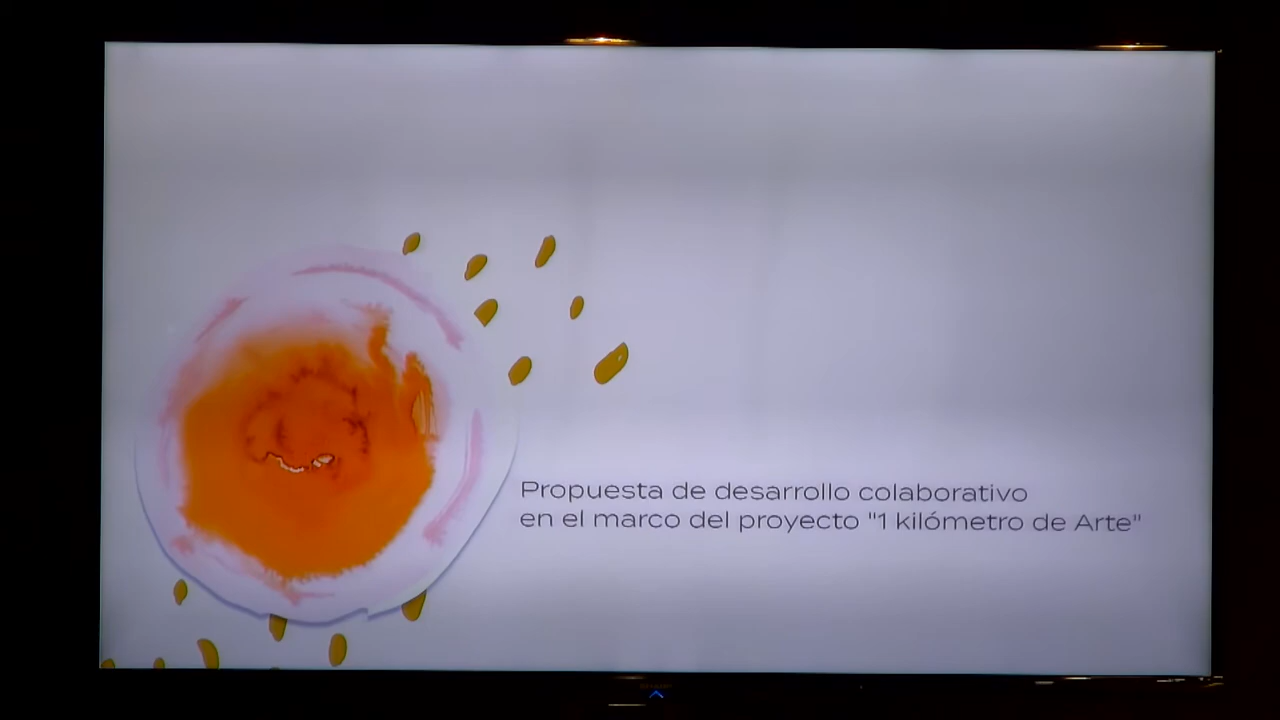 Propuesta de desarrollo colaborativo
en el marco del proyecto "1 kilómetro de Arte"